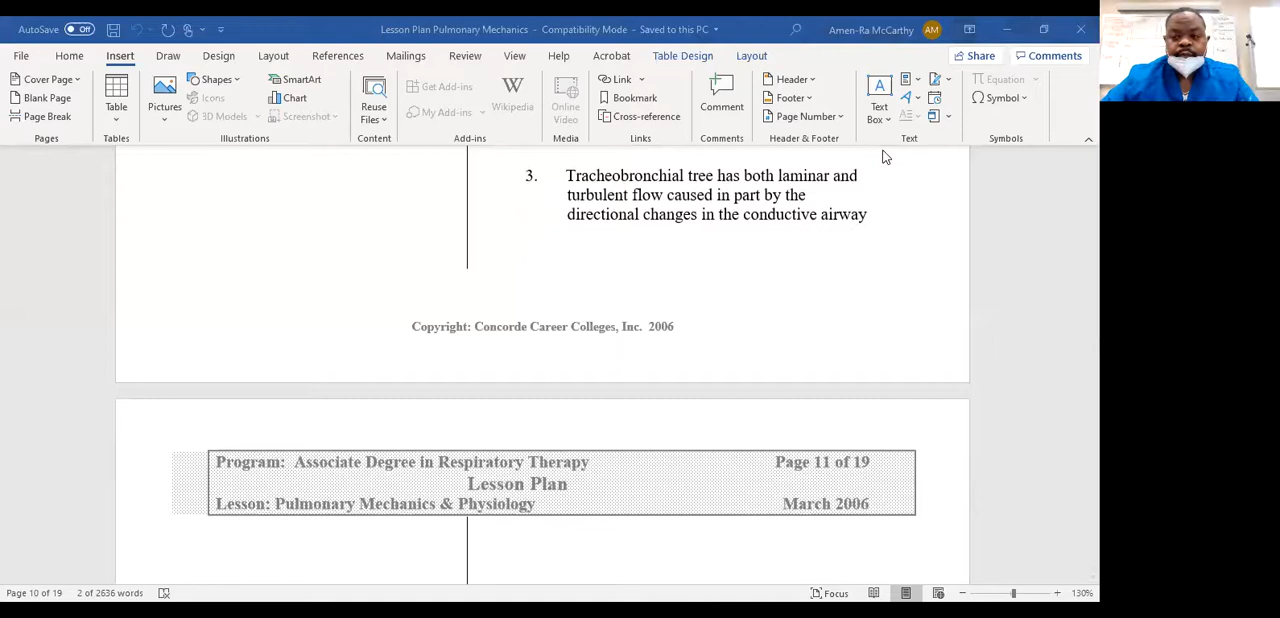 AutoSave Off
Lesson Plan Pulmonary Mechani... - Compatibility Mode - Saved to this PC
Amen-Ra McCarthy AM
File Home Insert Draw Design Layout References Mailings Review View Help Acrobat Table Design Layout
Share Comments
Cover Page
Blank Page
Page Break
Pages
Table
Tables
Pictures
Shapes
Icons
3D Models
SmartArt
Chart
Screenshot
Illustrations
Reuse
Files
Content
Get Add-ins
My Add-ins
Wikipedia
Add-ins
Online
Video
Media
Link
Bookmark
Cross-reference
Links
Comment
Comments
Header
Footer
Page Number
Header & Footer
A
Text
Box
Text
Equation
Symbol
Symbols
3. Tracheobronchial tree has both laminar and
turbulent flow caused in part by the
directional changes in the conductive airway
Copyright: Concorde Career Colleges, Inc. 2006
Program: Associate Degree in Respiratory Therapy Page 11 of 19
Lesson Plan
Lesson: Pulmonary Mechanics & Physiology March 2006
Page 10 of 19 2 of 2636 words
Focus
130%